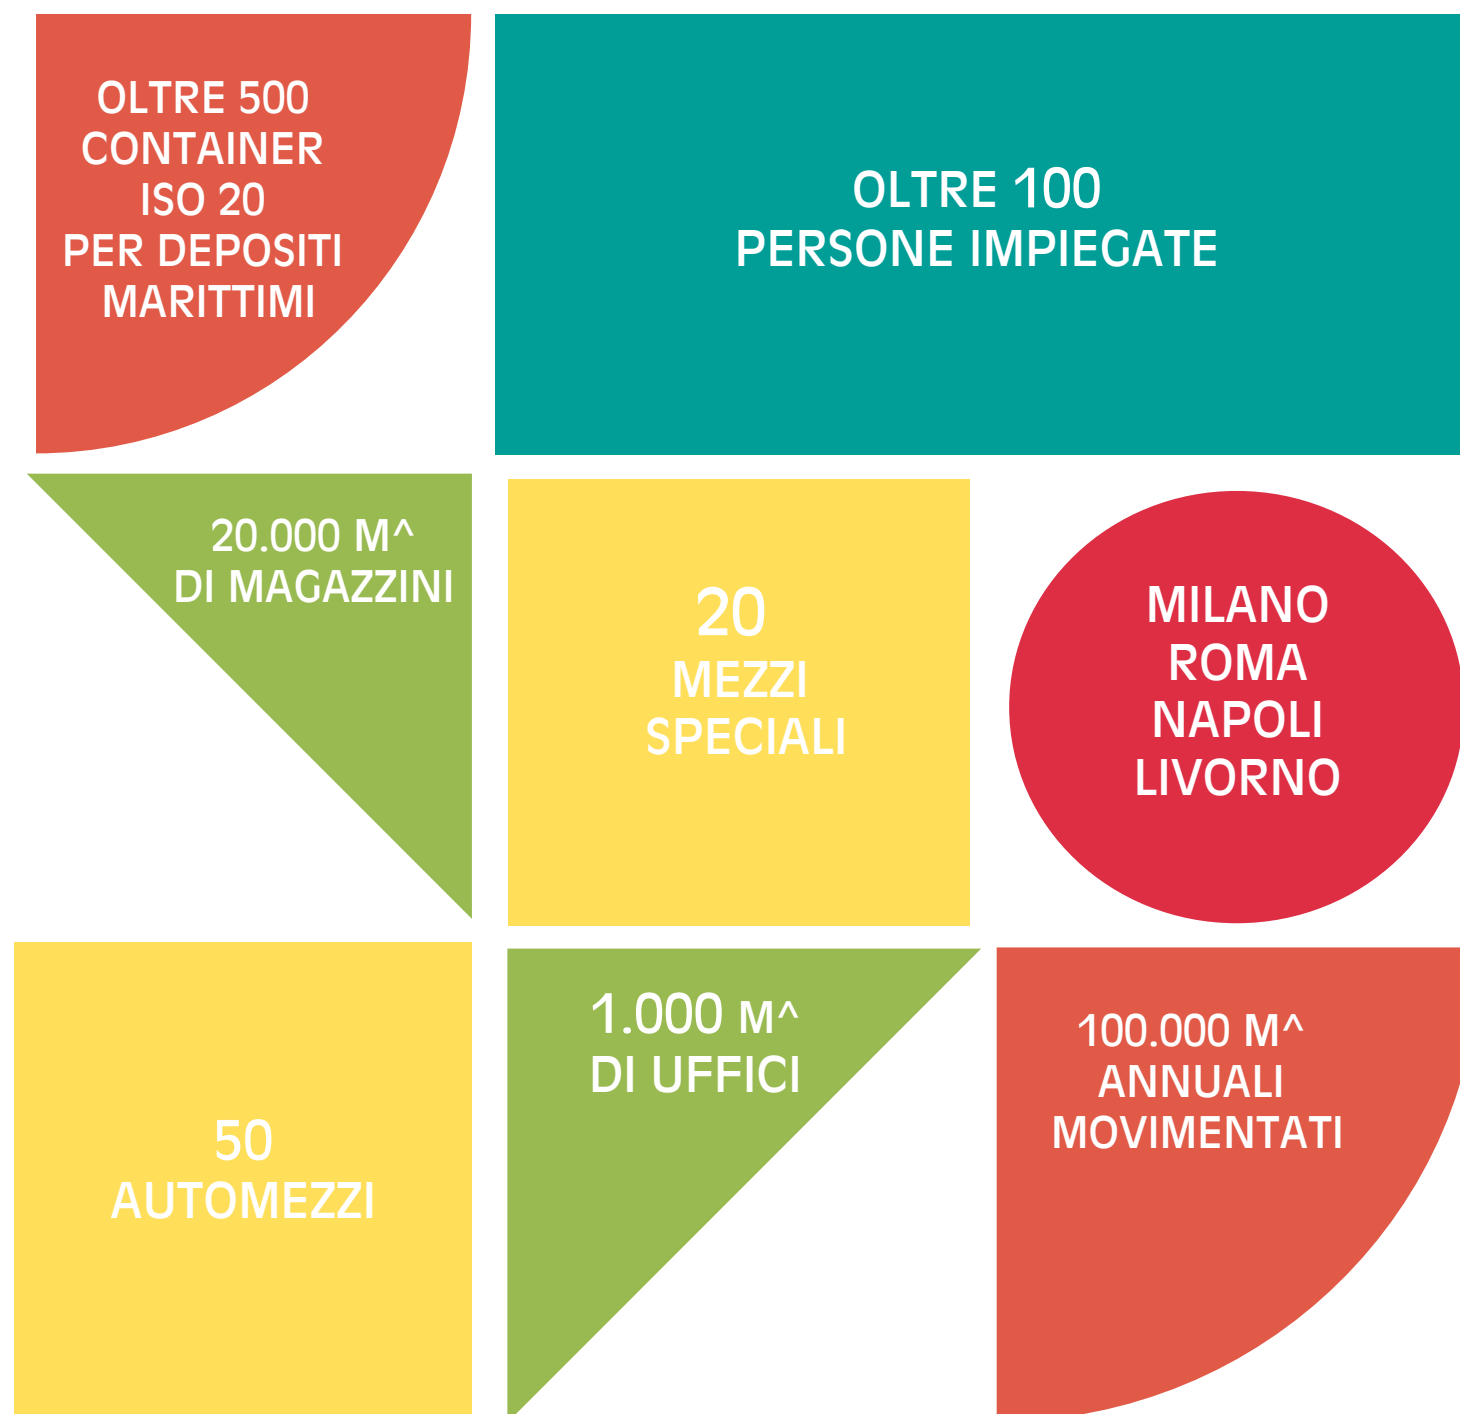 OLTRE 500
CONTAINER
ISO 20
PER DEPOSITI
MARITTIMI
OLTRE 100
PERSONE IMPIEGATE
20.000 M^
DI MAGAZZINI
20
MEZZI
SPECIALI
MILANO
ROMA
NAPOLI
LIVORNO
50
AUTOMEZZI
1.000 M^
DI UFFICI
100.000 M^
ANNUALI
MOVIMENTATI